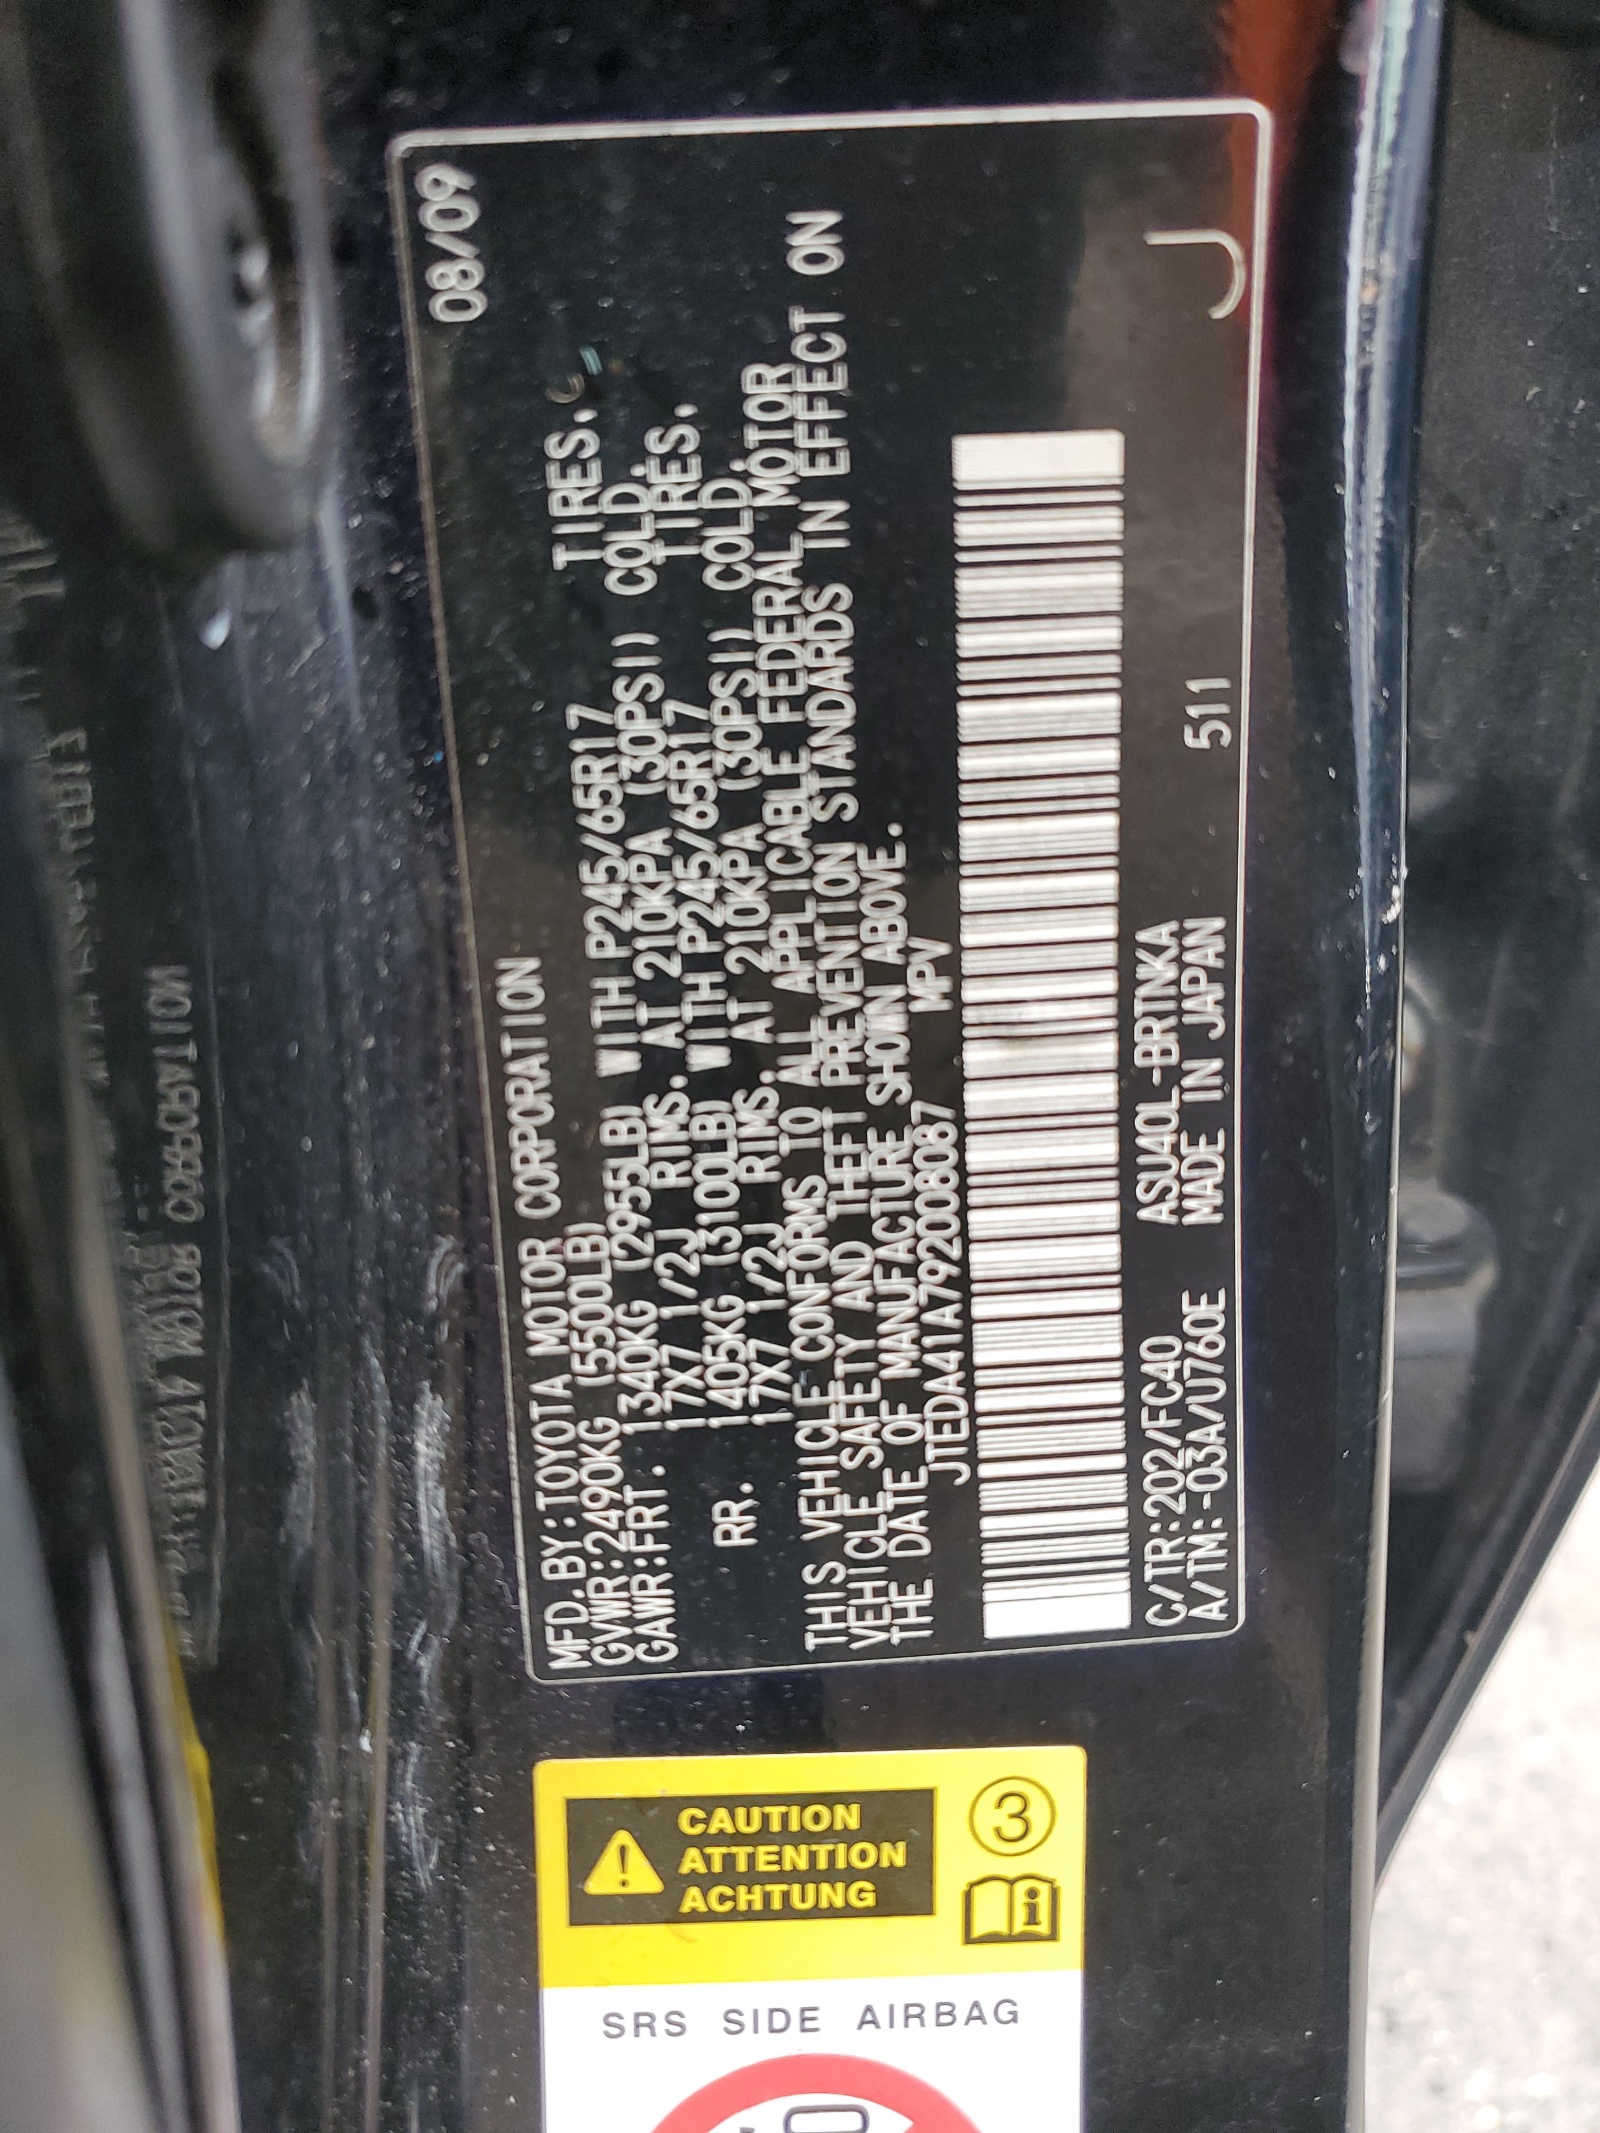 MFD.BY:TOYOTA MOTOR CORPORATION 08/09
GVWR:2490KG (5500LB)
GAWR:FRT. 1340KG (2955LB) WITH P245/65R17 TIRES.
17X7 1/2J RIMS. AT 210KPA (30PSI) COLD.
RR. 1405KG (3100LB) WITH P245/65R17 TIRES.
17X7 1/2J RIMS. AT 210KPA (30PSI) COLD.
THIS VEHICLE CONFORMS TO ALL APPLICABLE FEDERAL MOTOR
VEHICLE SAFETY AND THEFT PREVENTION STANDARDS IN EFFECT ON
THE DATE OF MANUFACTURE SHOWN ABOVE.
JTEDA41A79200808​7 MPV
C/TR:202/FC40 ASU40L-BRTNKA
A/TM:-03A/U760E MADE IN JAPAN 511
J
CAUTION
ATTENTION
ACHTUNG
3
SRS SIDE AIRBAG